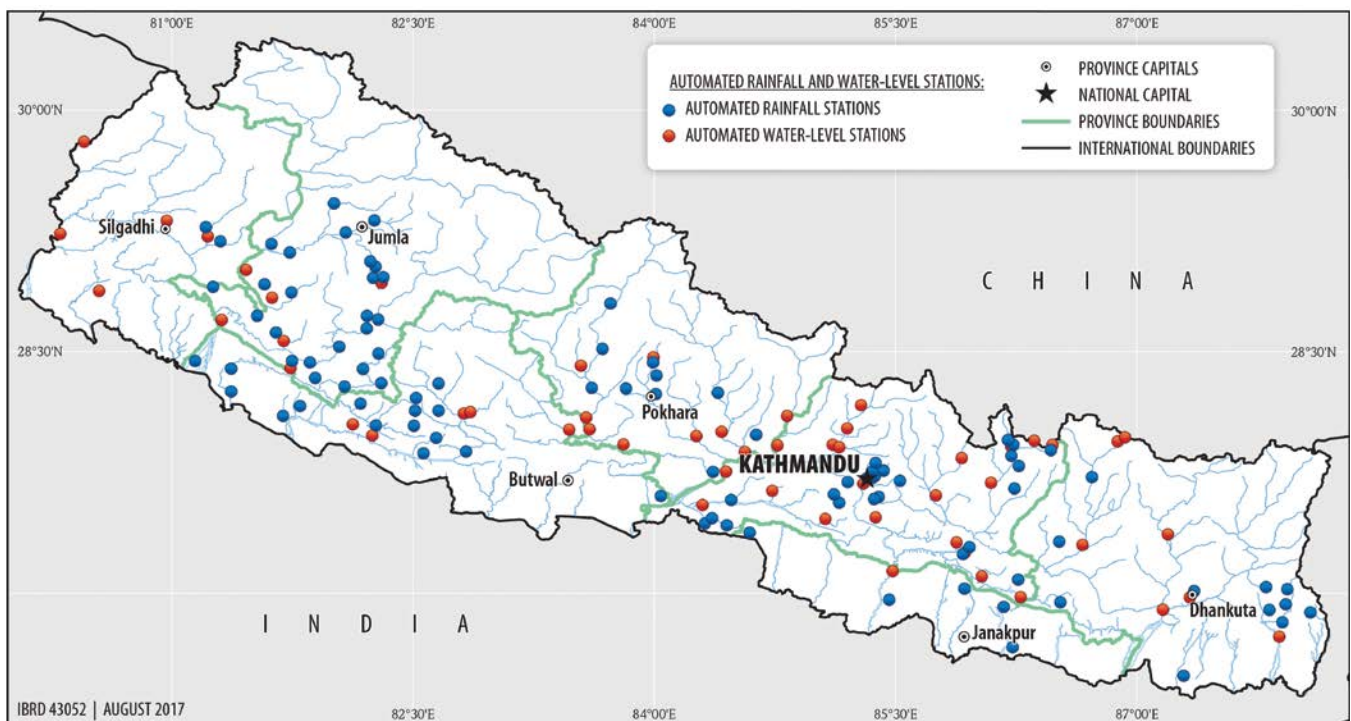 81°00'E 82°30'E 84°00'E 85°30'E 87°00'E
AUTOMATED RAINFALL AND WATER-LEVEL STATIONS:
AUTOMATED RAINFALL STATIONS
AUTOMATED WATER-LEVEL STATIONS
PROVINCE CAPITALS
NATIONAL CAPITAL
PROVINCE BOUNDARIES
INTERNATIONAL BOUNDARIES
30°00'N 30°00'N
Silgadhi
Jumla
CHINA
28°30'N 28°30'N
Pokhara
KATHMANDU
Butwal
Dhankuta
INDIA
Janakpur
IBRD 43052 | AUGUST 2017
82°30'E 84°00'E 85°30'E 87°00'E